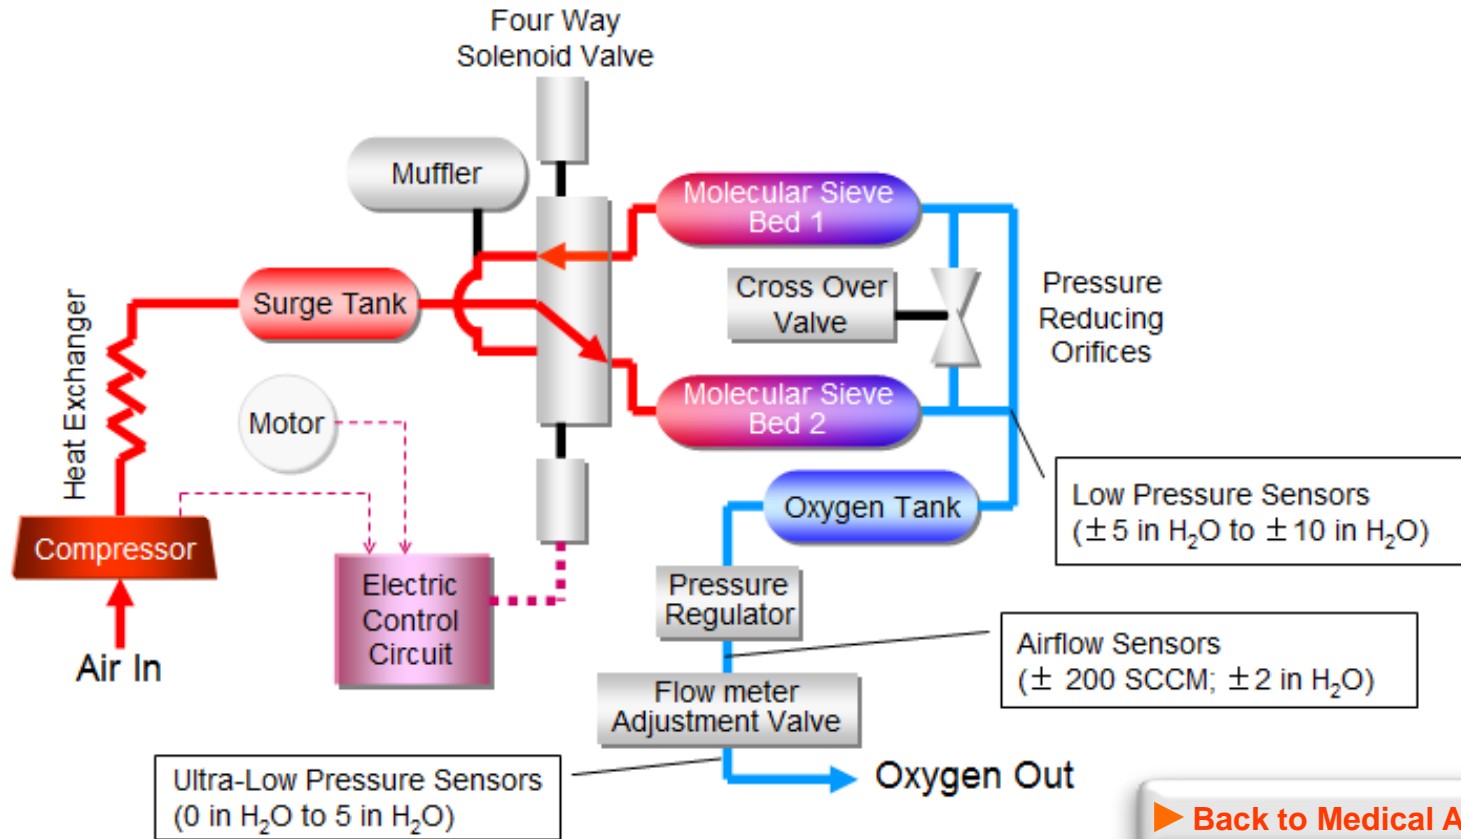 Four Way
Solenoid Valve
Muffler
Molecular Sieve
Bed 1
Heat Exchanger
Surge Tank
Cross Over
Valve
Pressure
Reducing
Orifices
Motor
Molecular Sieve
Bed 2
Compressor
Oxygen Tank
Low Pressure Sensors
(±5 in H₂O to ±10 in H₂O)
Electric
Control
Circuit
Pressure
Regulator
Air In
Airflow Sensors
(± 200 SCCM; ±2 in H₂O)
Flow meter
Adjustment Valve
Ultra-Low Pressure Sensors
(0 in H₂O to 5 in H₂O)
Oxygen Out
Back to Medical A